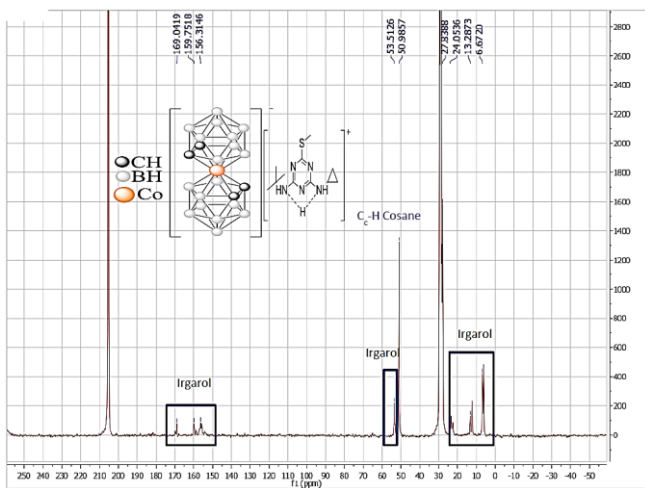 169.0419
159.7518
156.3146
53.5126
50.9857
27.8388
24.0536
13.2873
6.6720
2800
2600
2400
2200
2000
1800
1600
1400
1200
1000
800
600
400
200
0
CH
BH
Co
S
N N
N
HN NH
H
+
-
C꜀-H Cosane
Irgarol
Irgarol
Irgarol
250 240 230 220 210 200 190 180 170 160 150 140 130 120 110 100 90 80 70 60 50 40 30 20 10 0 -10 -20 -30 -40 -50
f1 (ppm)